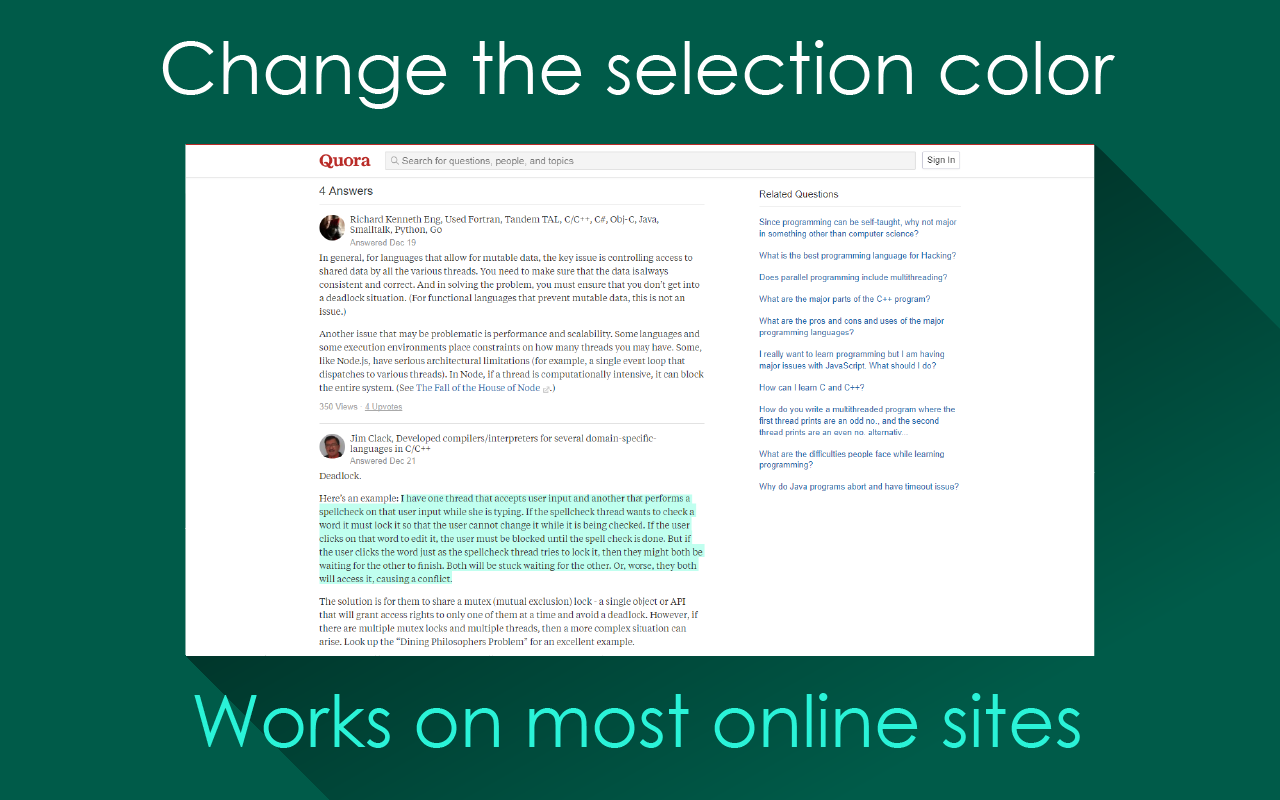 Change the selection color
Quora
Search for questions, people, and topics
Sign In
4 Answers
Richard Kenneth Eng, Used Fortran, Tandem TAL, C/C++, C#, Obj-C, Java,
Smalltalk, Python, Go
Answered Dec 19
In general, for languages that allow for mutable data, the key issue is controlling access to
shared data by all the various threads. You need to make sure that the data is always
consistent and correct. And in solving the problem, you must ensure that you don't get into
a deadlock situation. (For functional languages that prevent mutable data, this is not an
issue.)
Another issue that may be problematic is performance and scalability. Some languages and
some execution environments place constraints on how many threads you may have. Some,
like Node.js, have serious architectural limitations (for example, a single event loop that
dispatches to various threads). In Node, if a thread is computationally intensive, it can block
the entire system. (See The Fall of the House of Node .)
350 Views · 4 Upvotes
Jim Clack, Developed compilers/interpreters for several domain-specific-
languages in C/C++
Answered Dec 21
Deadlock.
Here's an example: I have one thread that accepts user input and another that performs a
spellcheck on that user input while she is typing. If the spellcheck thread wants to check a
word it must lock it so that the user cannot change it while it is being checked. If the user
clicks on that word to edit it, the user must be blocked until the spell check is done. But if
the user clicks the word just as the spellcheck thread tries to lock it, then they might both be
waiting for the other to finish. Both will be stuck waiting for the other. Or, worse, they both
will access it, causing a conflict.
The solution is for them to share a mutex (mutual exclusion) lock - a single object or API
that will grant access rights to only one of them at a time and avoid a deadlock. However, if
there are multiple mutex locks and multiple threads, then a more complex situation can
arise. Look up the “Dining Philosophers Problem” for an excellent example.
Related Questions
Since programming can be self-taught, why not major
in something other than computer science?
What is the best programming language for Hacking?
Does parallel programming include multithreading?
What are the major parts of the C++ program?
What are the pros and cons and uses of the major
programming languages?
I really want to learn programming but I am having
major issues with JavaScript. What should I do?
How can I learn C and C++?
How do you write a multithreaded program where the
first thread prints are an odd no., and the second
thread prints are an even no. alternativ...
What are the difficulties people face while learning
programming?
Why do Java programs abort and have timeout issue?
Works on most online sites